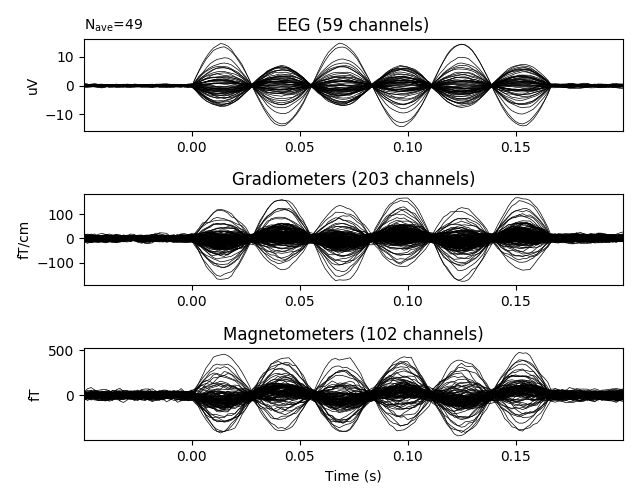 N_ave=49
EEG (59 channels)
10
0
−10
uV
0.00 0.05 0.10 0.15
Gradiometers (203 channels)
100
0
−100
fT/cm
0.00 0.05 0.10 0.15
Magnetometers (102 channels)
500
0
fT
0.00 0.05 0.10 0.15
Time (s)